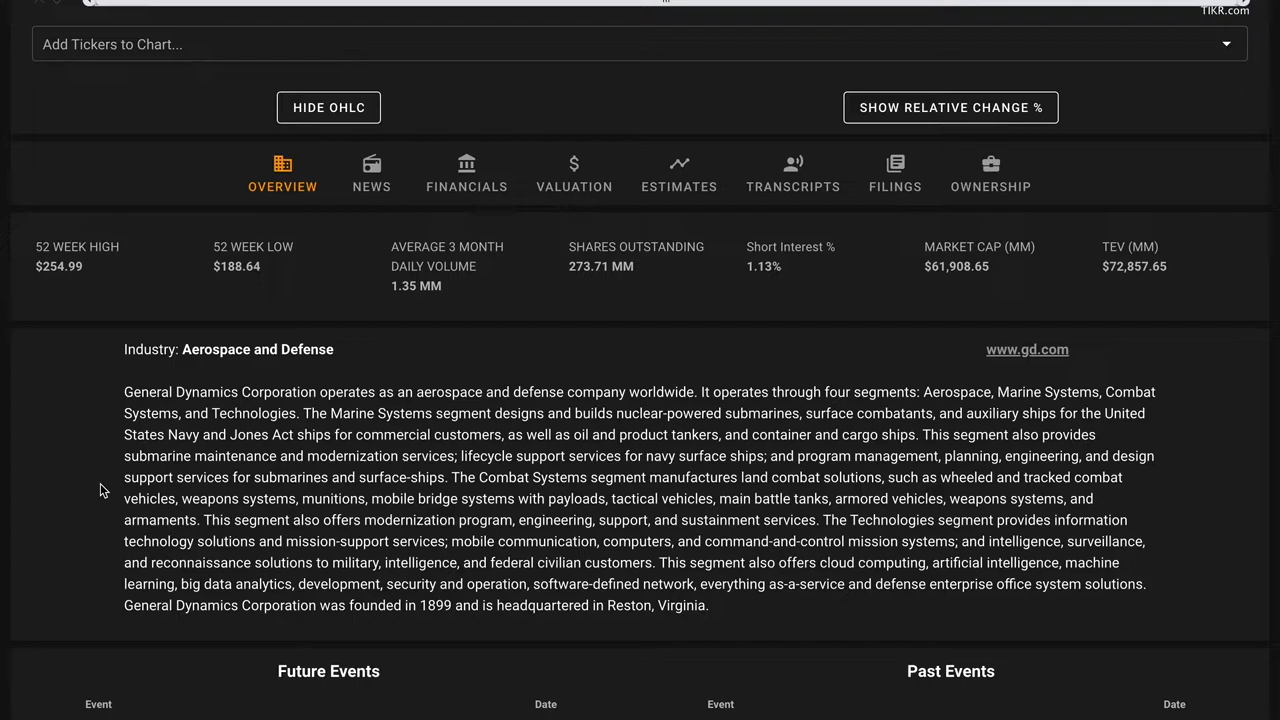 TIKR.com
Add Tickers to Chart...
HIDE OHLC
SHOW RELATIVE CHANGE %
OVERVIEW NEWS FINANCIALS VALUATION ESTIMATES TRANSCRIPTS FILINGS OWNERSHIP
52 WEEK HIGH
$254.99
52 WEEK LOW
$188.64
AVERAGE 3 MONTH
DAILY VOLUME
1.35 MM
SHARES OUTSTANDING
273.71 MM
Short Interest %
1.13%
MARKET CAP (MM)
$61,908.65
TEV (MM)
$72,857.65
Industry: Aerospace and Defense
www.gd.com
General Dynamics Corporation operates as an aerospace and defense company worldwide. It operates through four segments: Aerospace, Marine Systems, Combat
Systems, and Technologies. The Marine Systems segment designs and builds nuclear-powered submarines, surface combatants, and auxiliary ships for the United
States Navy and Jones Act ships for commercial customers, as well as oil and product tankers, and container and cargo ships. This segment also provides
submarine maintenance and modernization services; lifecycle support services for navy surface ships; and program management, planning, engineering, and design
support services for submarines and surface-ships. The Combat Systems segment manufactures land combat solutions, such as wheeled and tracked combat
vehicles, weapons systems, munitions, mobile bridge systems with payloads, tactical vehicles, main battle tanks, armored vehicles, weapons systems, and
armaments. This segment also offers modernization program, engineering, support, and sustainment services. The Technologies segment provides information
technology solutions and mission-support services; mobile communication, computers, and command-and-control mission systems; and intelligence, surveillance,
and reconnaissance solutions to military, intelligence, and federal civilian customers. This segment also offers cloud computing, artificial intelligence, machine
learning, big data analytics, development, security and operation, software-defined network, everything as-a-service and defense enterprise office system solutions.
General Dynamics Corporation was founded in 1899 and is headquartered in Reston, Virginia.
Future Events
Past Events
Event Date Event Date